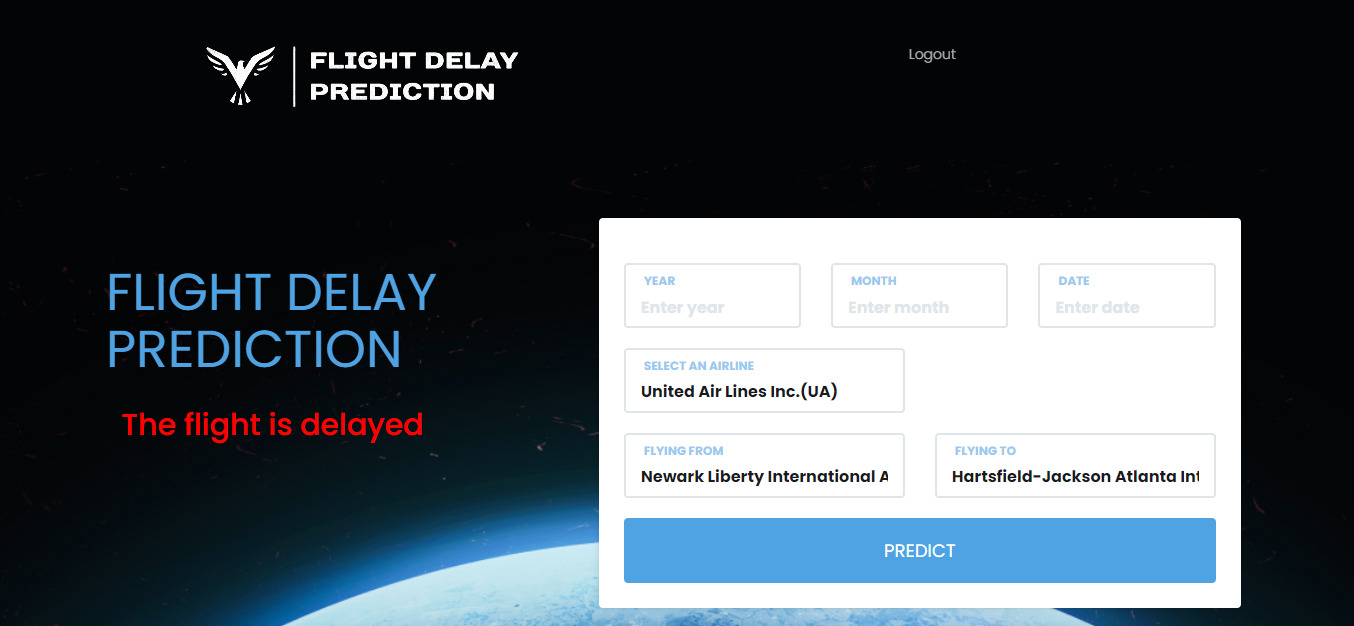 FLIGHT DELAY
PREDICTION
Logout
FLIGHT DELAY
PREDICTION
The flight is delayed
YEAR
Enter year
MONTH
Enter month
DATE
Enter date
SELECT AN AIRLINE
United Air Lines Inc.(UA)
FLYING FROM
Newark Liberty International A
FLYING TO
Hartsfield-Jackson Atlanta Int
PREDICT